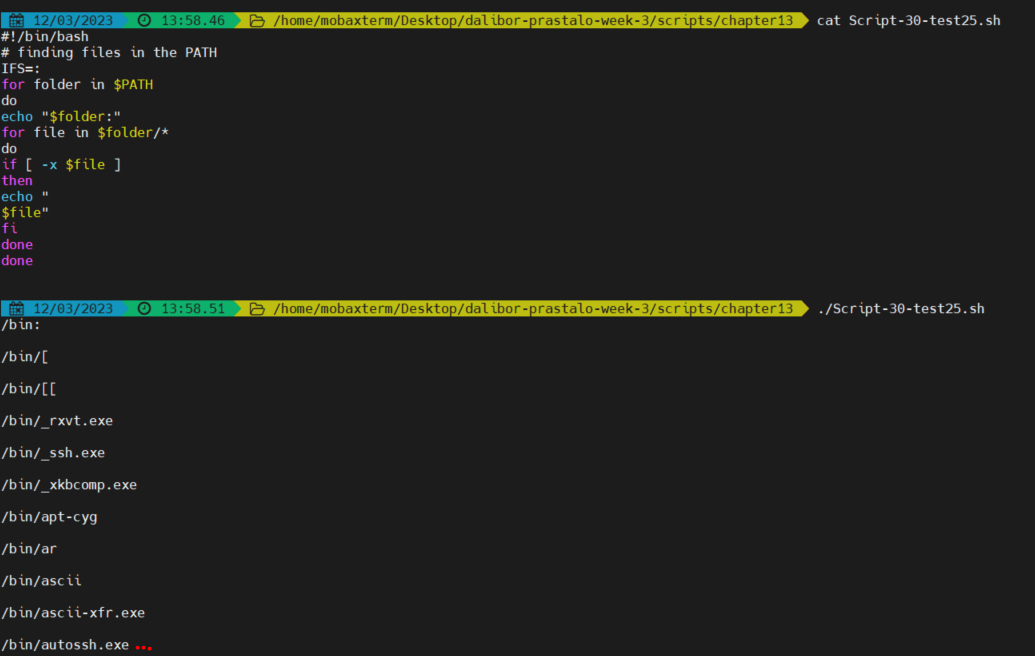 12/03/2023 13:58.46 /home/mobaxterm/Desktop/dalibor-prastalo-week-3/scripts/chapter13 cat Script-30-test25.sh
#!/bin/bash
# finding files in the PATH
IFS=:
for folder in $PATH
do
echo "$folder:"
for file in $folder/*
do
if [ -x $file ]
then
echo "
$file"
fi
done
done
12/03/2023 13:58.51 /home/mobaxterm/Desktop/dalibor-prastalo-week-3/scripts/chapter13 ./Script-30-test25.sh
/bin:
/bin/[
/bin/[[
/bin/_rxvt.exe
/bin/_ssh.exe
/bin/_xkbcomp.exe
/bin/apt-cyg
/bin/ar
/bin/ascii
/bin/ascii-xfr.exe
/bin/autossh.exe ...